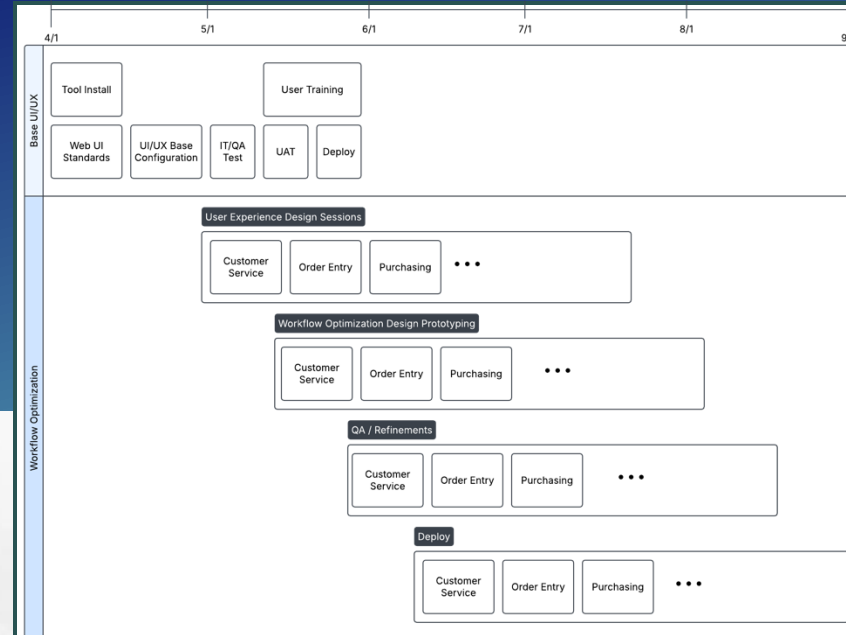 4/1
5/1
6/1
7/1
8/1
9
Base UI/UX
Tool Install
User Training
Web UI
Standards
UI/UX Base
Configuration
IT/QA
Test
UAT
Deploy
Workflow Optimization
User Experience Design Sessions
Customer
Service
Order Entry
Purchasing
•••
Workflow Optimization Design Prototyping
Customer
Service
Order Entry
Purchasing
•••
QA / Refinements
Customer
Service
Order Entry
Purchasing
•••
Deploy
Customer
Service
Order Entry
Purchasing
•••